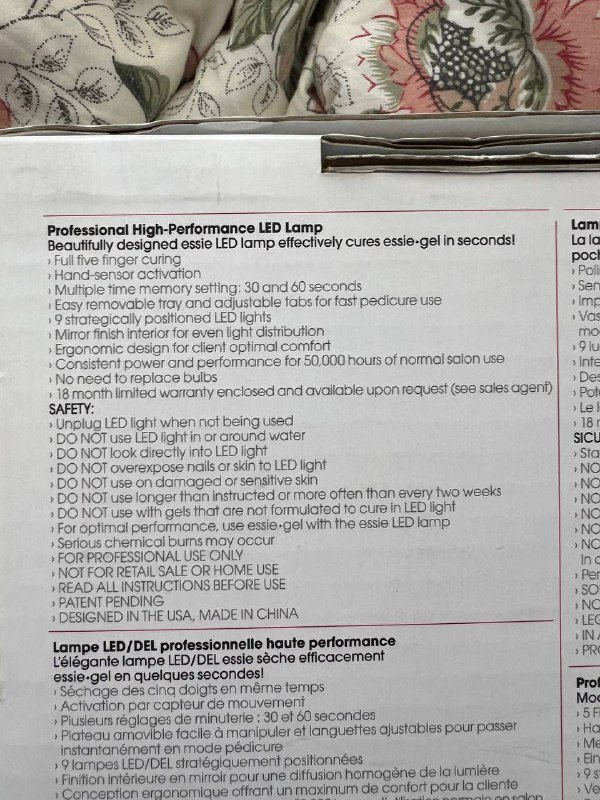 Professional High-Performance LED Lamp
Beautifully designed essie LED lamp effectively cures essie•gel in seconds!
› Full five finger curing
› Hand-sensor activation
› Multiple time memory setting: 30 and 60 seconds
› Easy removable tray and adjustable tabs for fast pedicure use
› 9 strategically positioned LED lights
› Mirror finish interior for even light distribution
› Ergonomic design for client optimal comfort
› Consistent power and performance for 50,000 hours of normal salon use
› No need to replace bulbs
› 18 month limited warranty enclosed and available upon request (see sales agent)
SAFETY:
› Unplug LED light when not being used
› DO NOT use LED light in or around water
› DO NOT look directly into LED light
› DO NOT overexpose nails or skin to LED light
› DO NOT use on damaged or sensitive skin
› DO NOT use longer than instructed or more often than every two weeks
› DO NOT use with gels that are not formulated to cure in LED light
› For optimal performance, use essie•gel with the essie LED lamp
› Serious chemical burns may occur
› FOR PROFESSIONAL USE ONLY
› NOT FOR RETAIL SALE OR HOME USE
› READ ALL INSTRUCTIONS BEFORE USE
› PATENT PENDING
› DESIGNED IN THE USA, MADE IN CHINA
Lampe LED/DEL professionnelle haute performance
L'élégante lampe LED/DEL essie sèche efficacement
essie•gel en quelques secondes!
› Séchage des cinq doigts en même temps
› Activation par capteur de mouvement
› Plusieurs réglages de minuterie : 30 et 60 secondes
› Plateau amovible facile à manipuler et languettes ajustables pour passer
instantanément en mode pédicure
› 9 lampes LED/DEL stratégiquement positionnées
› Finition intérieure en miroir pour une diffusion homogène de la lumière
› Conception ergonomique offrant un maximum de confort pour la cliente